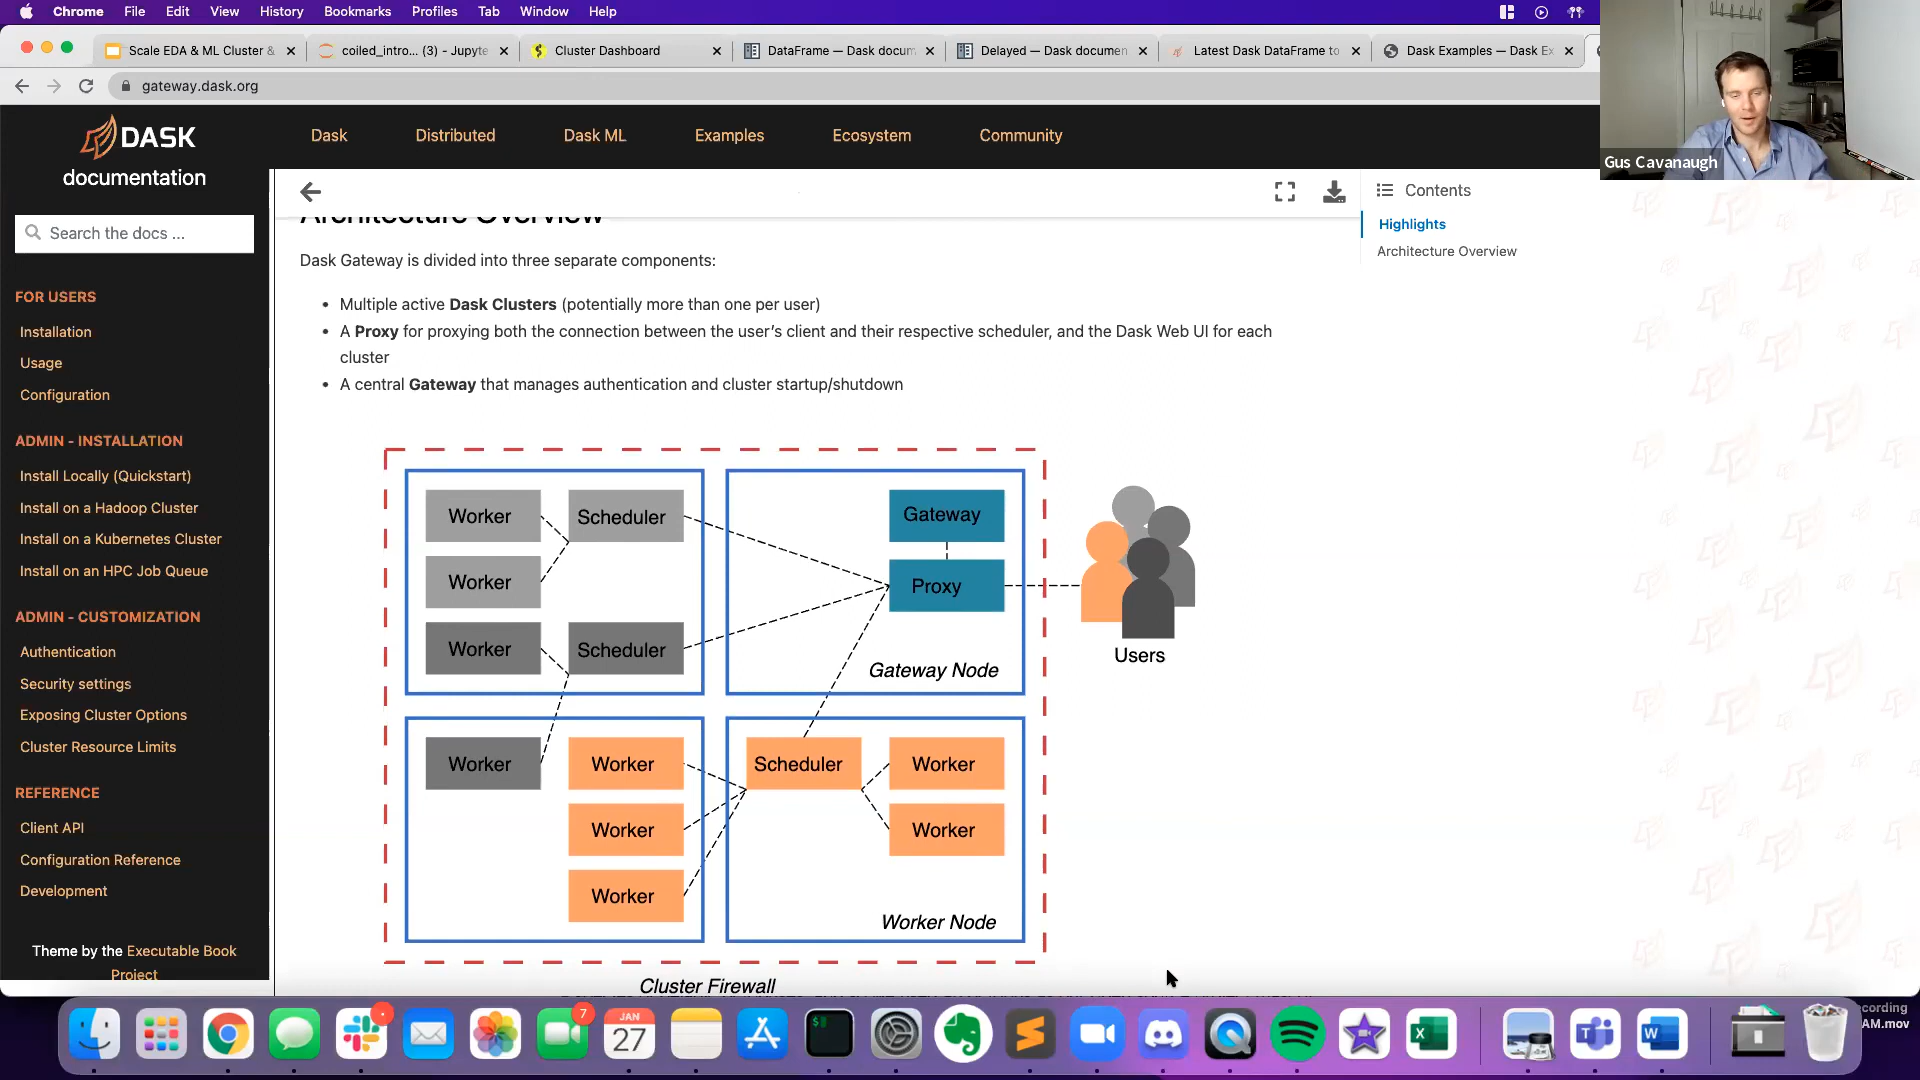 Chrome File Edit View History Bookmarks Profiles Tab Window Help
Scale EDA & ML Cluster &
coiled_intro... (3) - Jupyte
Cluster Dashboard
DataFrame — Dask docum
Delayed — Dask documen
Latest Dask DataFrame to
Dask Examples — Dask Ex
gateway.dask.org
DASK
documentation
Dask Distributed Dask ML Examples Ecosystem Community
Gus Cavanaugh
Search the docs ...
FOR USERS
Installation
Usage
Configuration
ADMIN - INSTALLATION
Install Locally (Quickstart)
Install on a Hadoop Cluster
Install on a Kubernetes Cluster
Install on an HPC Job Queue
ADMIN - CUSTOMIZATION
Authentication
Security settings
Exposing Cluster Options
Cluster Resource Limits
REFERENCE
Client API
Configuration Reference
Development
Theme by the Executable Book
Project
Architecture Overview
Dask Gateway is divided into three separate components:
• Multiple active Dask Clusters (potentially more than one per user)
• A Proxy for proxying both the connection between the user's client and their respective scheduler, and the Dask Web UI for each
cluster
• A central Gateway that manages authentication and cluster startup/shutdown
Worker Scheduler
Worker
Worker Scheduler
Gateway
Proxy
Gateway Node
Users
Worker Worker
Worker
Worker
Scheduler Worker
Worker
Worker Node
Cluster Firewall
Contents
Highlights
Architecture Overview
7
JAN
27
ecording
AM.mov